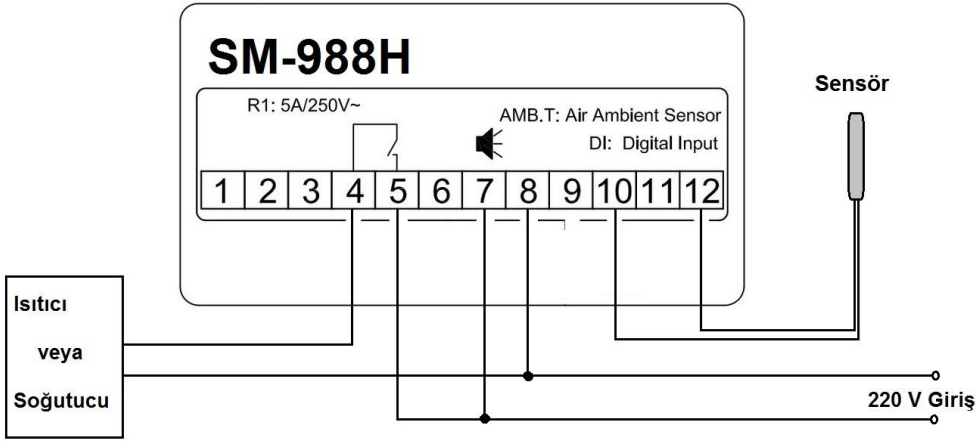 SM-988H
R1: 5A/250V~
AMB.T: Air Ambient Sensor
DI: Digital Input
1 2 3 4 5 6 7 8 9 10 11 12
Sensör
Isıtıcı
veya
Soğutucu
220 V Giriş